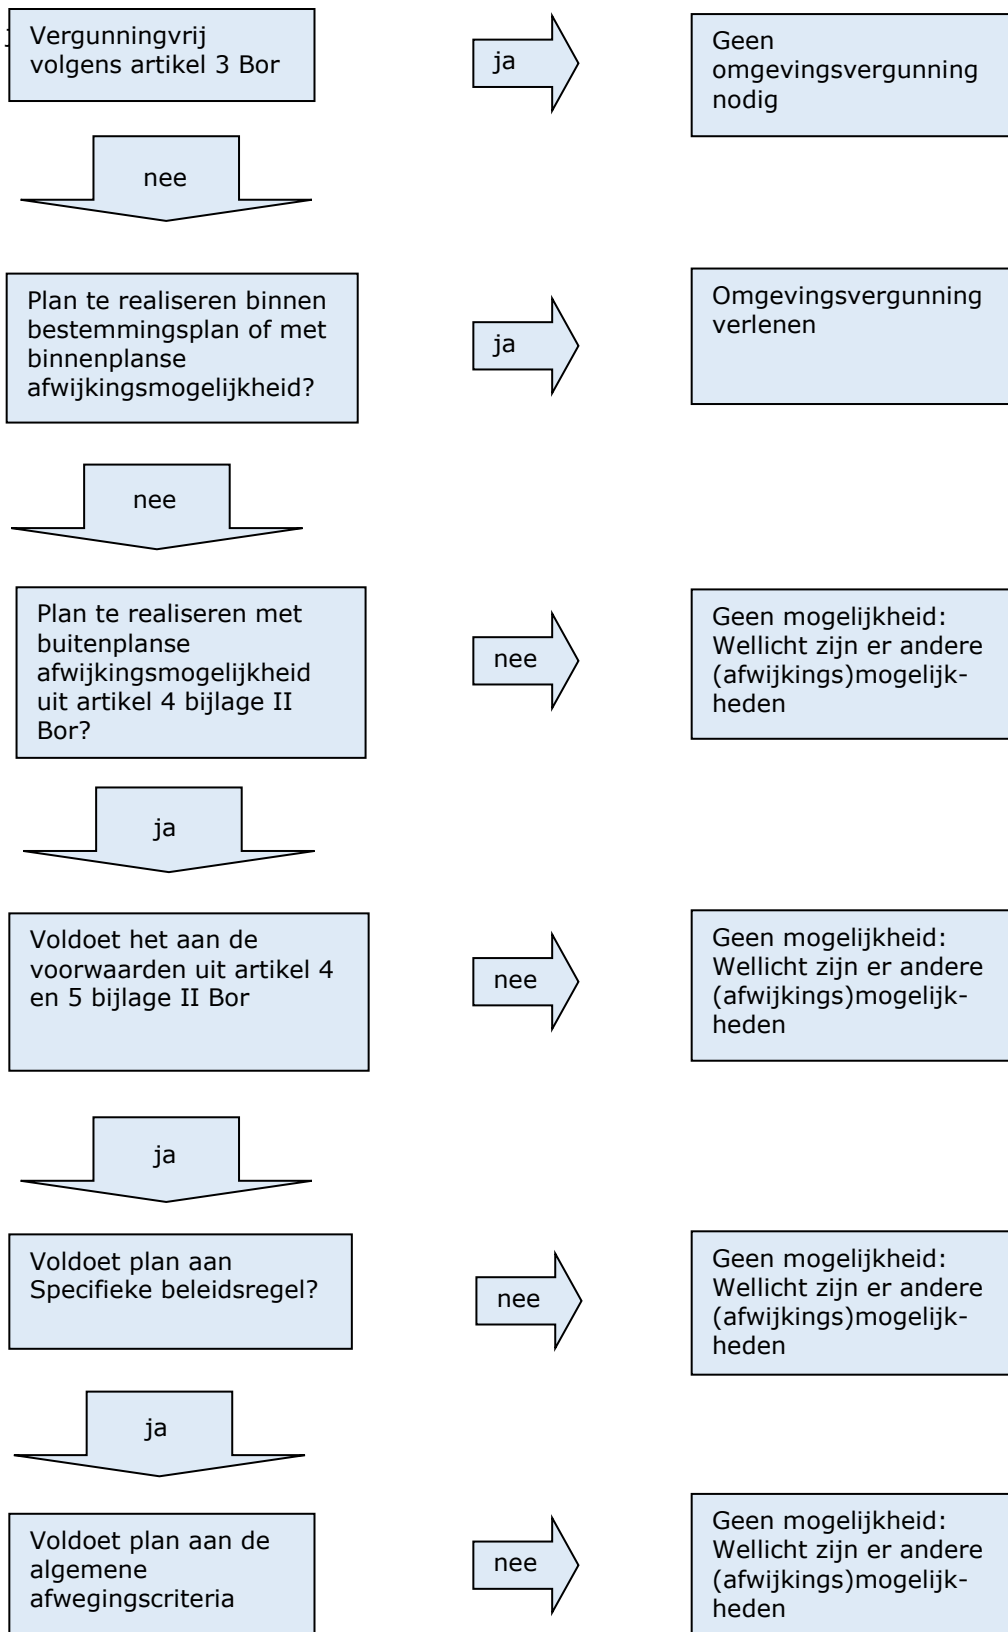 Vergunningvrij
volgens artikel 3 Bor
ja
Geen
omgevingsvergunning
nodig
nee
Plan te realiseren binnen
bestemmingsplan of met
binnenplanse
afwijkingsmogelijkheid?
ja
Omgevingsvergunning
verlenen
nee
Plan te realiseren met
buitenplanse
afwijkingsmogelijkheid
uit artikel 4 bijlage II
Bor?
nee
Geen mogelijkheid:
Wellicht zijn er andere
(afwijkings)mogelijk-
heden
ja
Voldoet het aan de
voorwaarden uit artikel 4
en 5 bijlage II Bor
nee
Geen mogelijkheid:
Wellicht zijn er andere
(afwijkings)mogelijk-
heden
ja
Voldoet plan aan
Specifieke beleidsregel?
nee
Geen mogelijkheid:
Wellicht zijn er andere
(afwijkings)mogelijk-
heden
ja
Voldoet plan aan de
algemene
afwegingscriteria
nee
Geen mogelijkheid:
Wellicht zijn er andere
(afwijkings)mogelijk-
heden